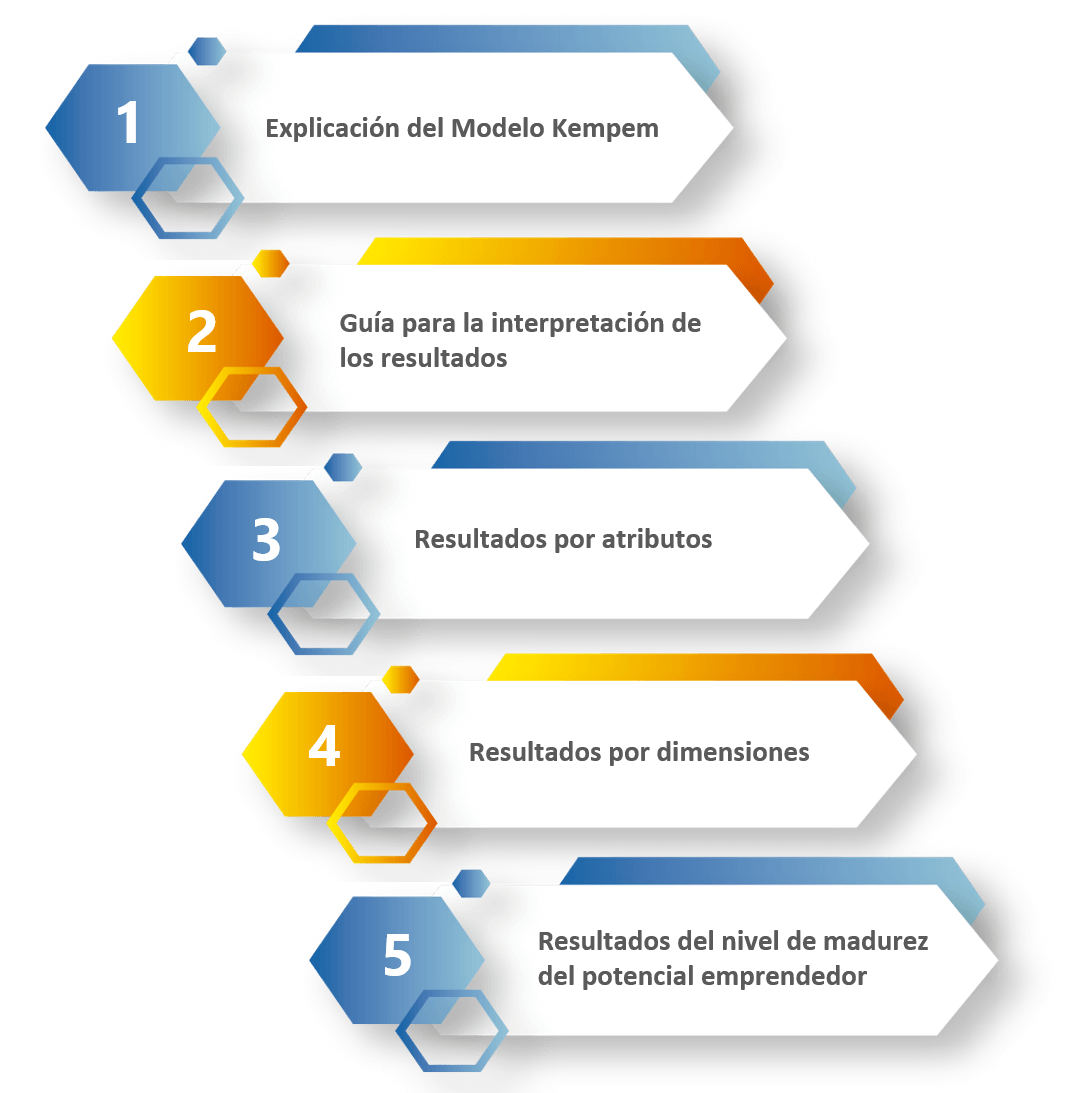 1
Explicación del Modelo Kempem
2
Guía para la interpretación de
los resultados
3
Resultados por atributos
4
Resultados por dimensiones
5
Resultados del nivel de madurez
del potencial emprendedor